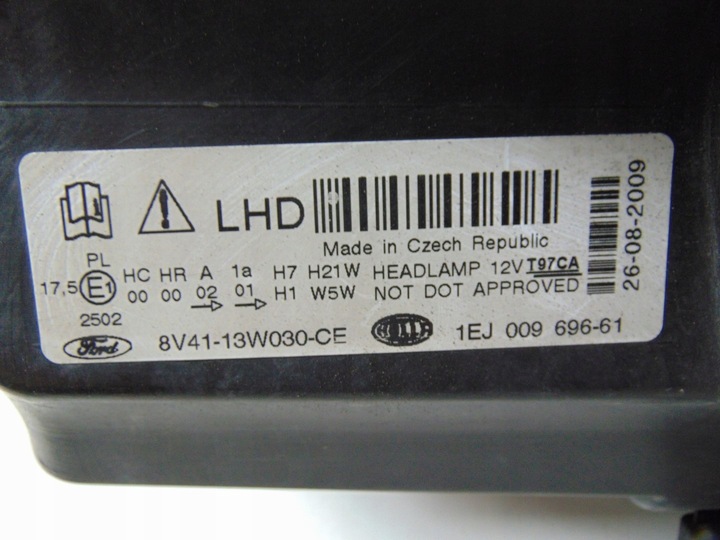 LHD
Made in Czech Republic
PL
17,5 E1
2502
HC HR A 1a H7 H21W HEADLAMP 12V T97CA
00 00 02 01 H1 W5W NOT DOT APPROVED
Ford 8V41-13W030-CE HELLA 1EJ 009 696-61
26-08-2009